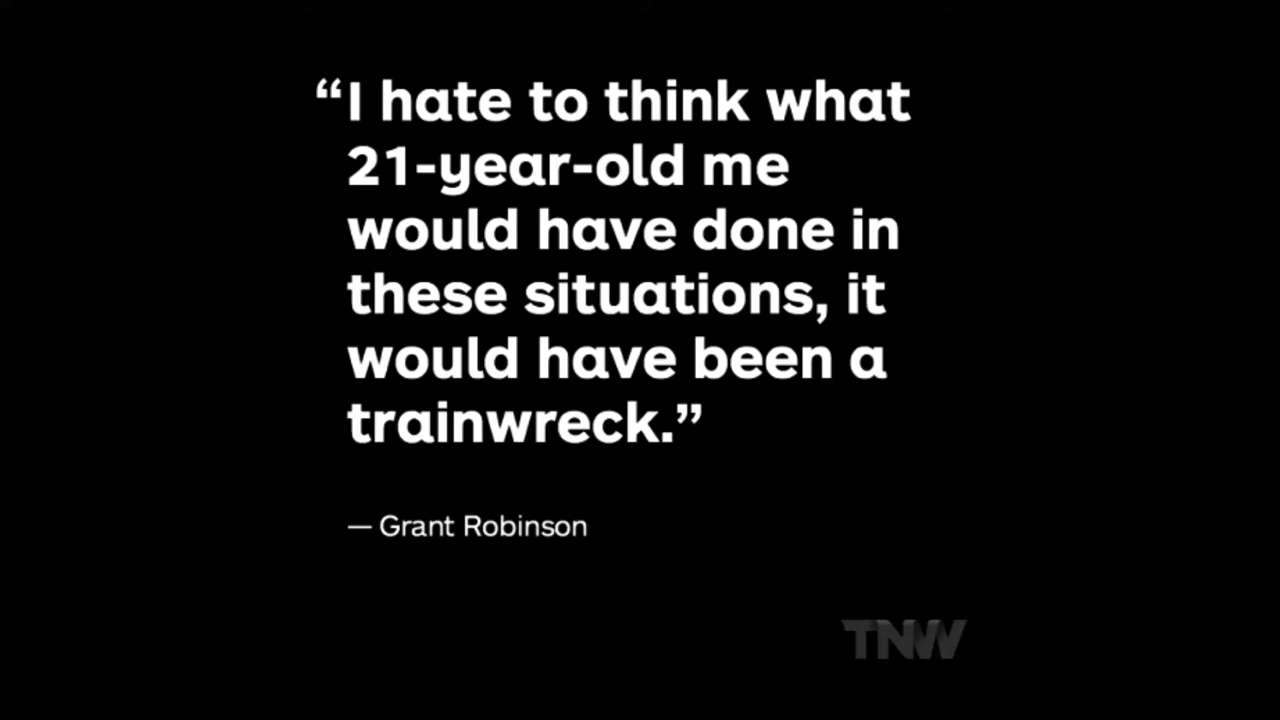 “I hate to think what
21-year-old me
would have done in
these situations, it
would have been a
trainwreck.”
— Grant Robinson
TNW